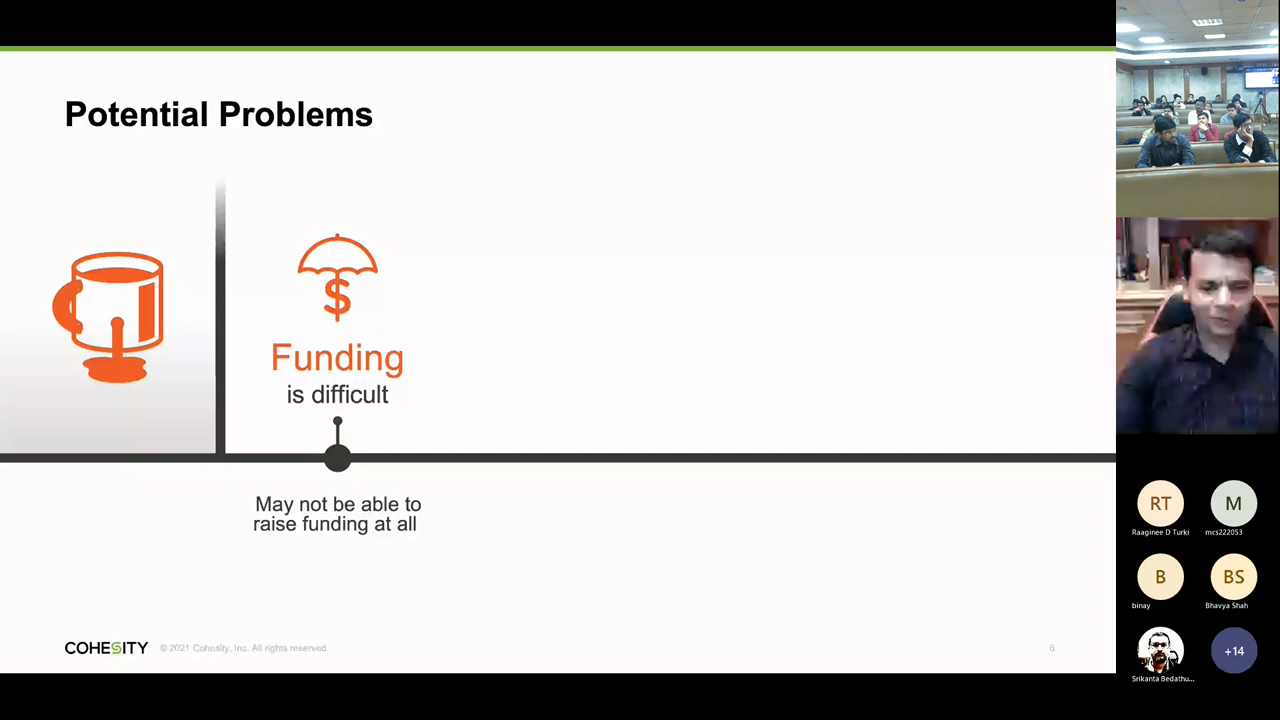 Potential Problems
$
Funding
is difficult
May not be able to
raise funding at all
COHESITY © 2021 Cohesity, Inc. All rights reserved.
6
RT
M
Raaginee D Turki
mcs222053
B
BS
binay
Bhavya Shah
+14
Srikanta Bedathu...